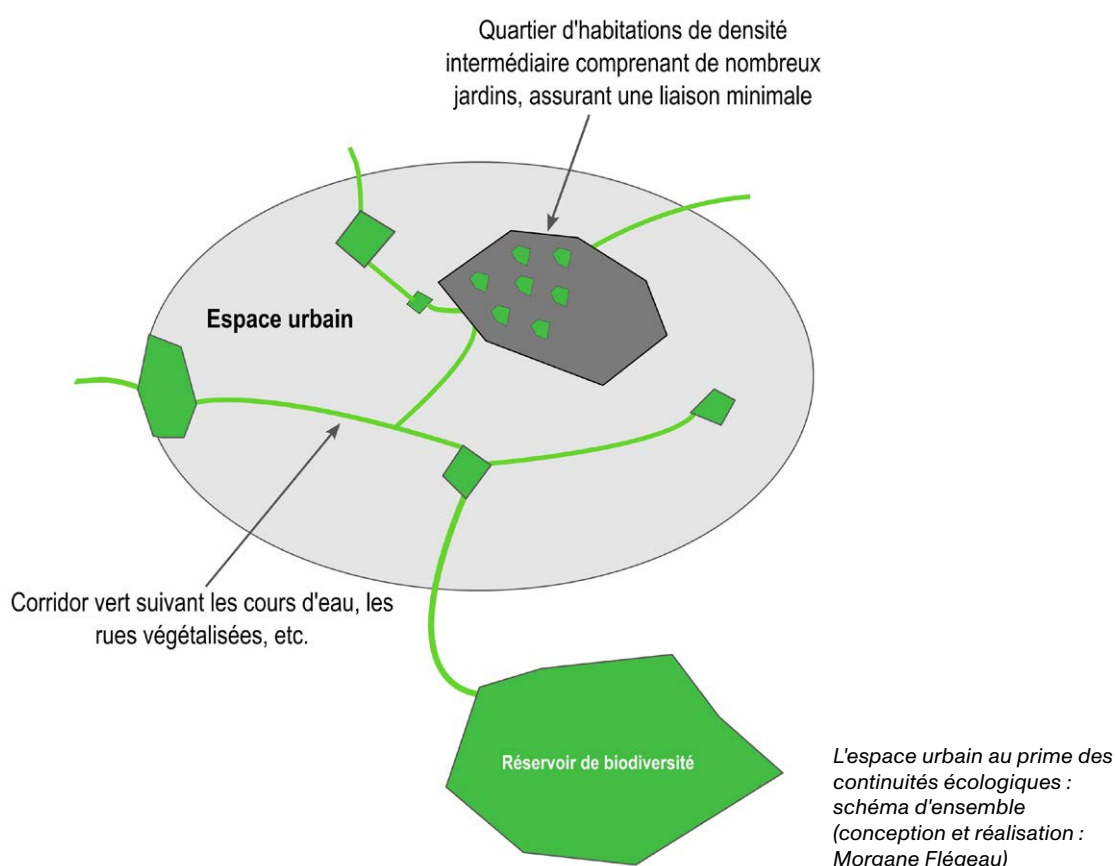 Quartier d'habitations de densité
intermédiaire comprenant de nombreux
jardins, assurant une liaison minimale
Espace urbain
Corridor vert suivant les cours d'eau, les
rues végétalisées, etc.
Réservoir de biodiversité
L'espace urbain au prime des
continuités écologiques :
schéma d'ensemble
(conception et réalisation :
Morgane Flégeau)